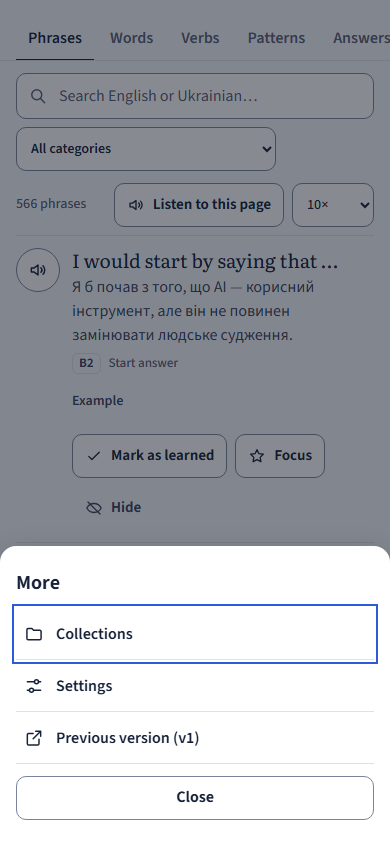 Phrases Words Verbs Patterns Answers
Search English or Ukrainian…
All categories
566 phrases Listen to this page 10×
I would start by saying that …
Я б почав з того, що AI — корисний
інструмент, але він не повинен
замінювати людське судження.
B2 Start answer
Example
Mark as learned Focus
Hide
More
Collections
Settings
Previous version (v1)
Close